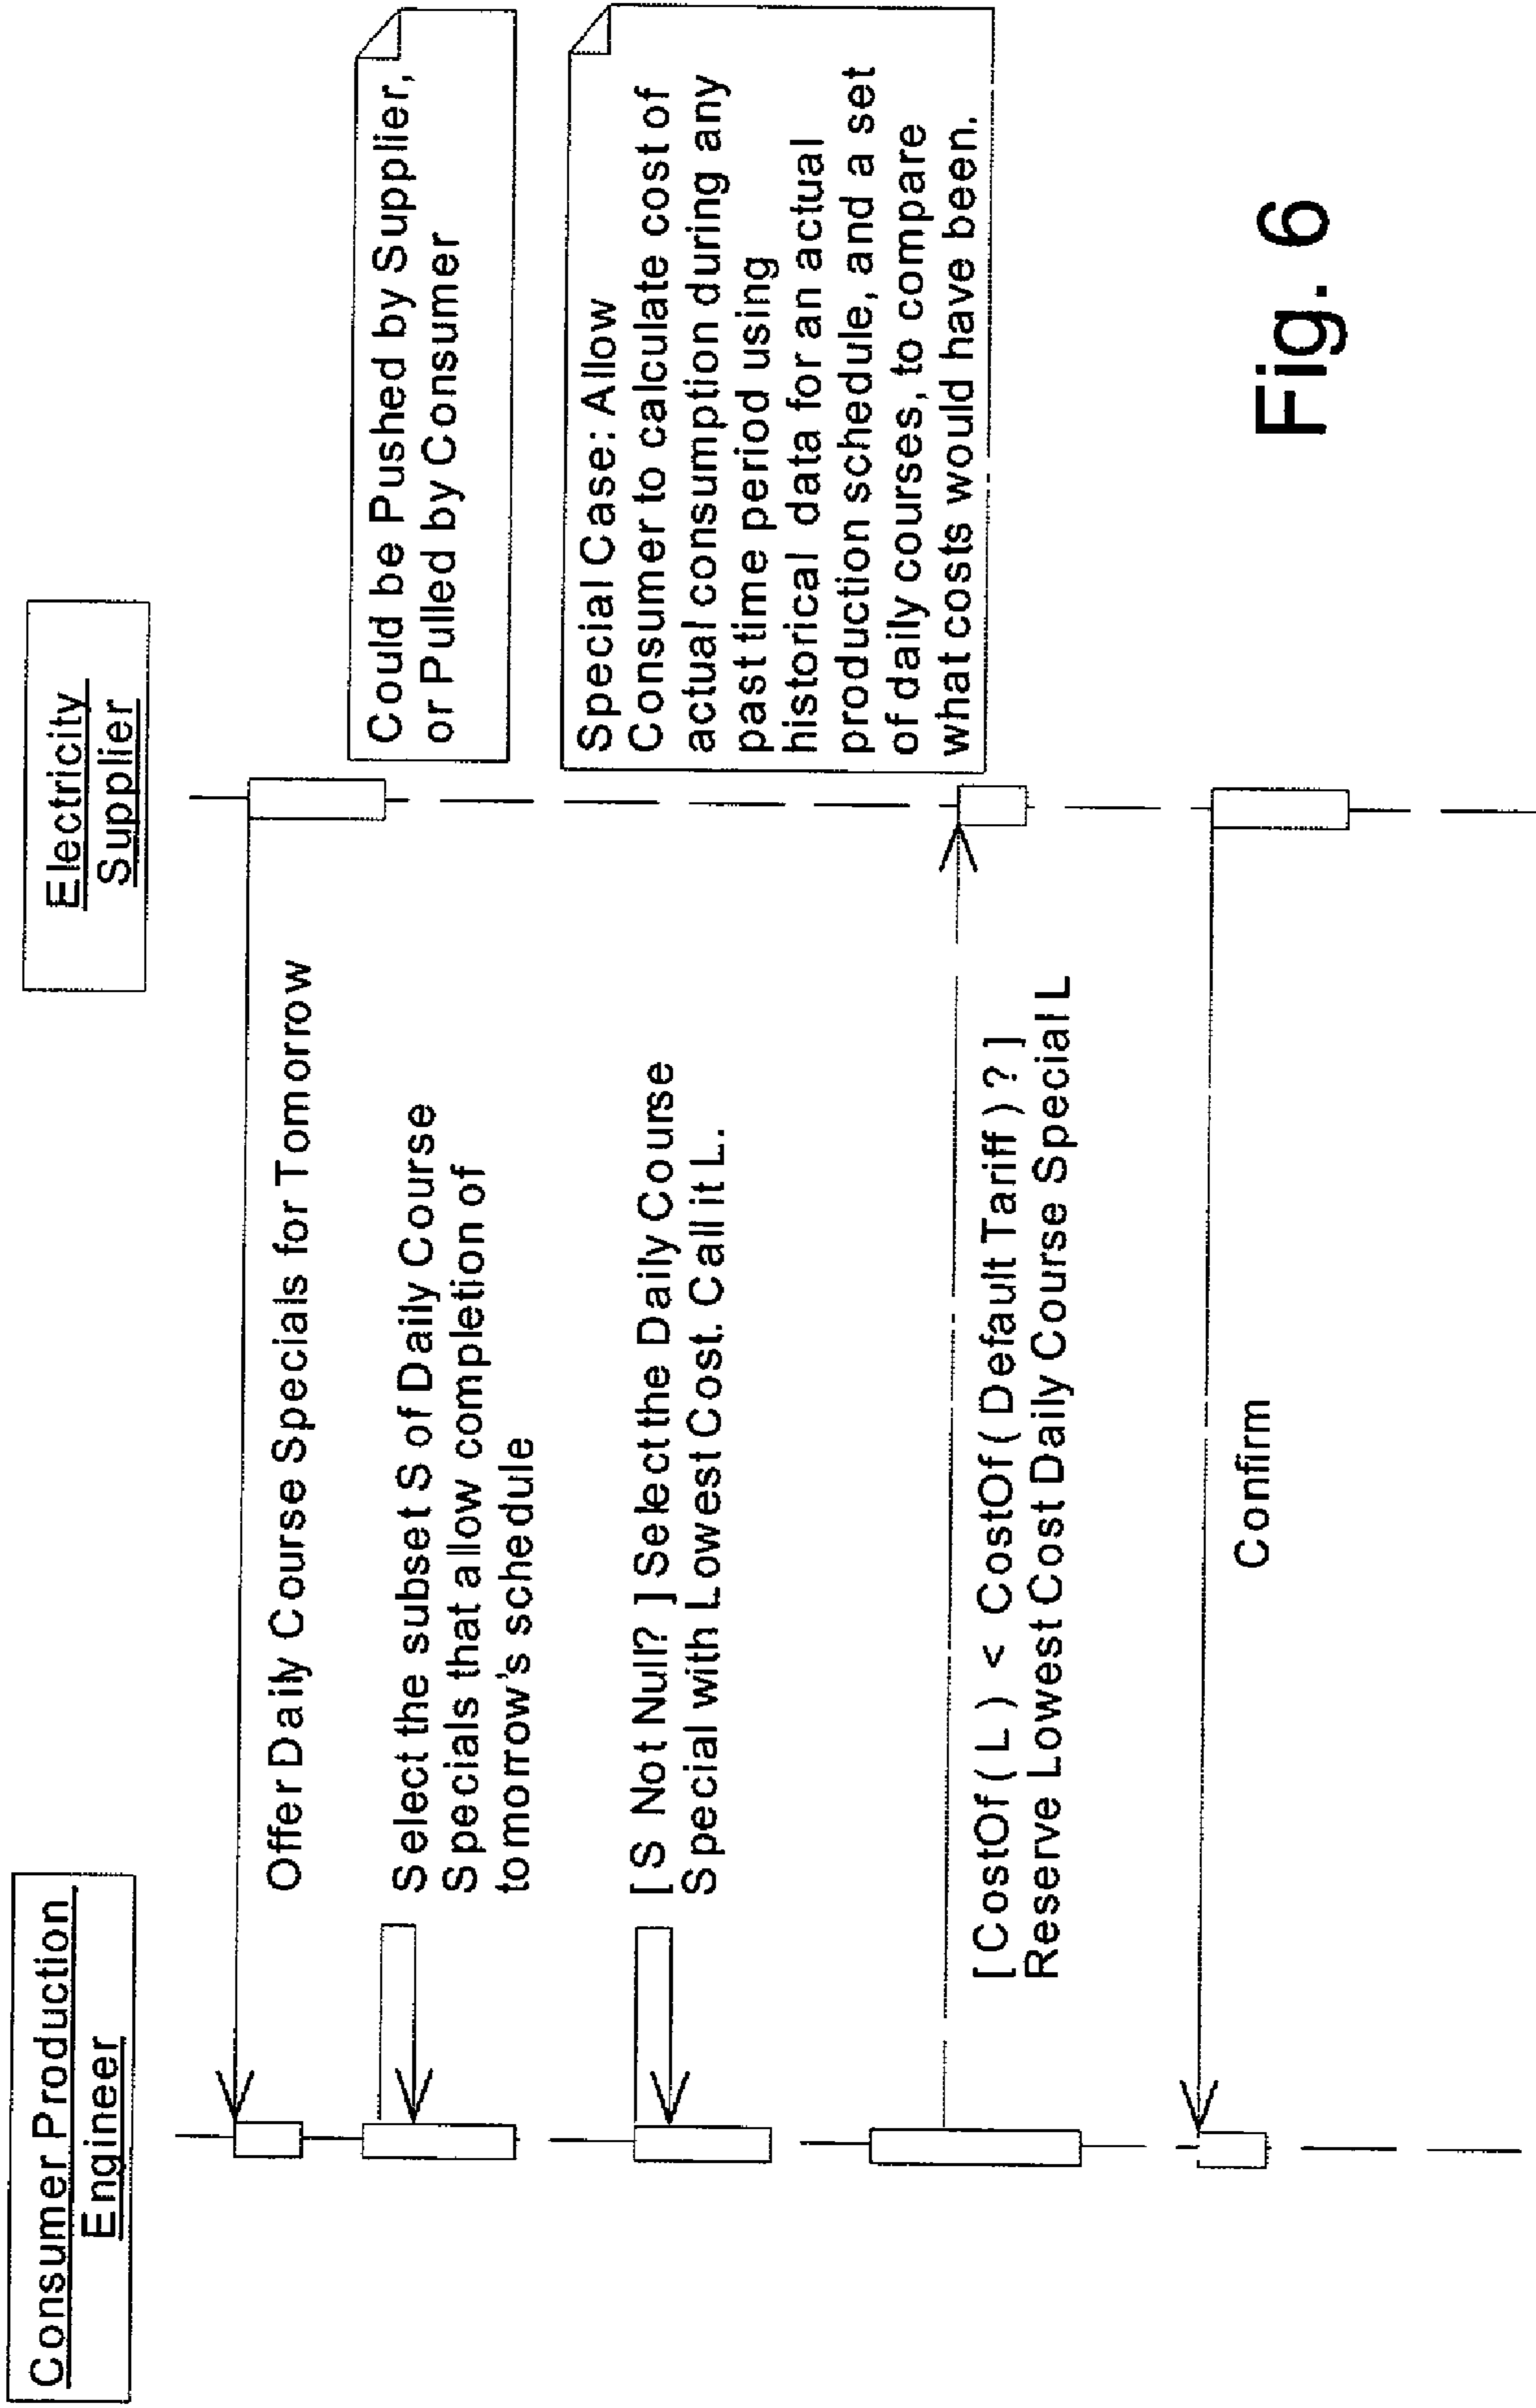 Consumer Production
Engineer
Electricity
Supplier
Offer Daily Course Specials for Tomorrow
Could be Pushed by Supplier,
or Pulled by Consumer
Select the subset S of Daily Course
Specials that allow completion of
tomorrow's schedule
Special Case: Allow
Consumer to calculate cost of
actual consumption during any
past time period using
historical data for an actual
production schedule, and a set
of daily courses, to compare
what costs would have been.
[ S Not Null? ] Select the Daily Course
Special with Lowest Cost. Call it L.
[ CostOf ( L ) < CostOf ( Default Tariff ) ? ]
Reserve Lowest Cost Daily Course Special L
Confirm
Fig. 6